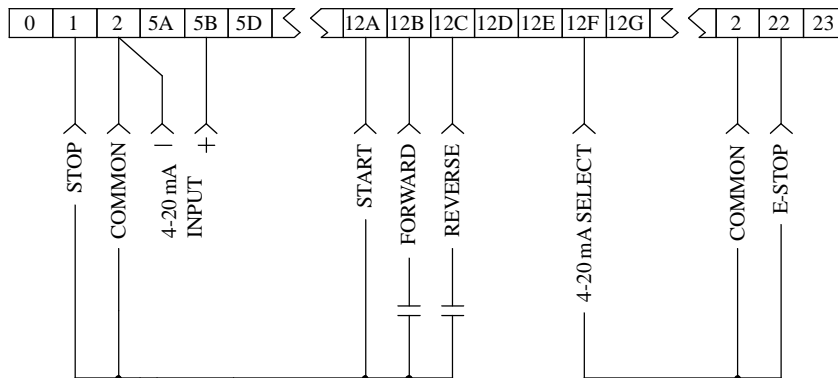 0 1 2 5A 5B 5D 12A 12B 12C 12D 12E 12F 12G 2 22 23
STOP
COMMON
4-20 mA
INPUT
−
+
START
FORWARD
REVERSE
4-20 mA SELECT
COMMON
E-STOP